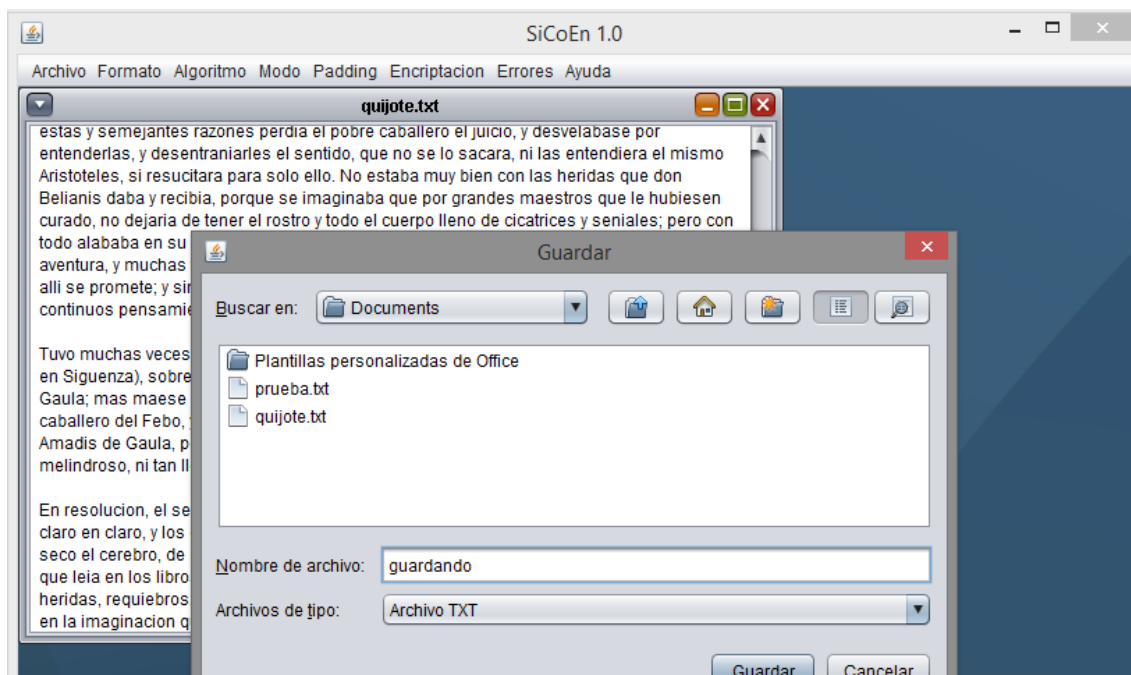 SiCoEn 1.0
Archivo Formato Algoritmo Modo Padding Encriptacion Errores Ayuda
quijote.txt
estas y semejantes razones perdia el pobre caballero el juicio, y desvelabase por
entenderlas, y desentraniarles el sentido, que no se lo sacara, ni las entendiera el mismo
Aristoteles, si resucitara para solo ello. No estaba muy bien con las heridas que don
Belianis daba y recibia, porque se imaginaba que por grandes maestros que le hubiesen
curado, no dejaria de tener el rostro y todo el cuerpo lleno de cicatrices y seniales; pero con
todo alababa en su
aventura, y muchas
alli se promete; y sin
continuos pensamie
Tuvo muchas veces
en Siguenza), sobre
Gaula; mas maese
caballero del Febo,
Amadis de Gaula, p
melindroso, ni tan ll
En resolucion, el se
claro en claro, y los
seco el cerebro, de
que leia en los libro
heridas, requiebros
en la imaginacion q
Guardar
Buscar en: Documents
Plantillas personalizadas de Office
prueba.txt
quijote.txt
Nombre de archivo: guardando
Archivos de tipo: Archivo TXT
Guardar Cancelar